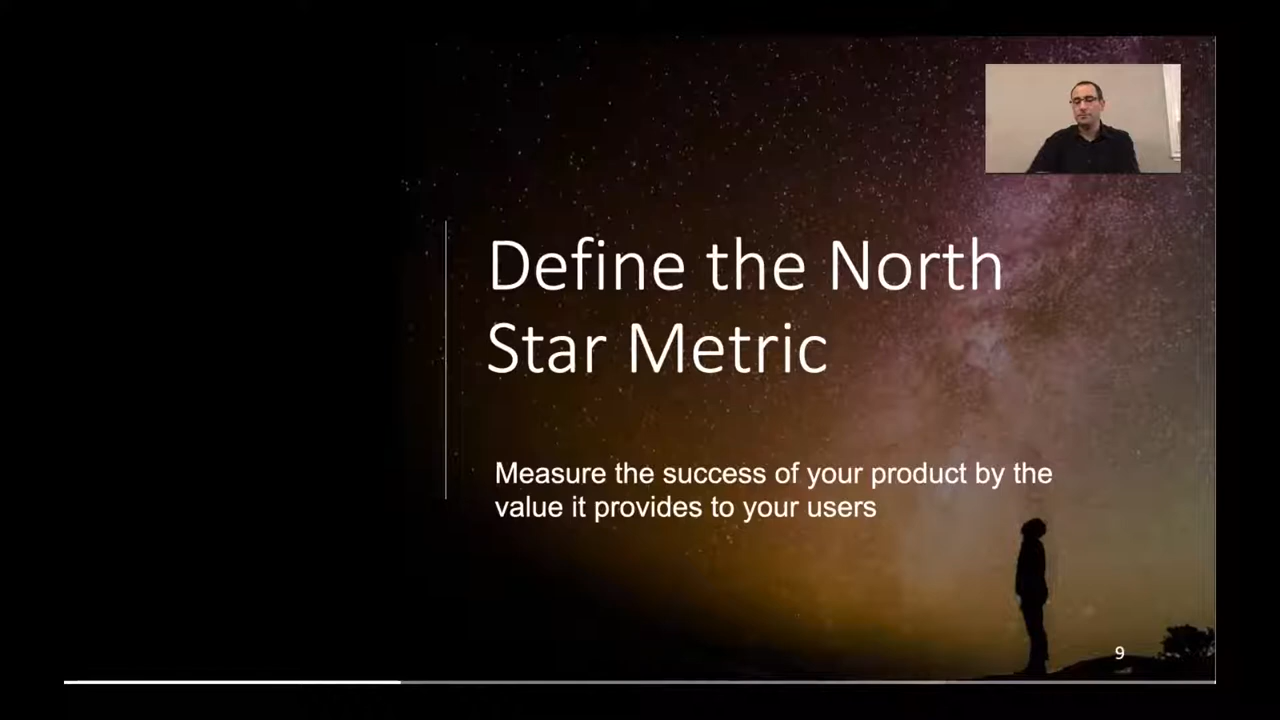 Define the North
Star Metric
Measure the success of your product by the
value it provides to your users
9